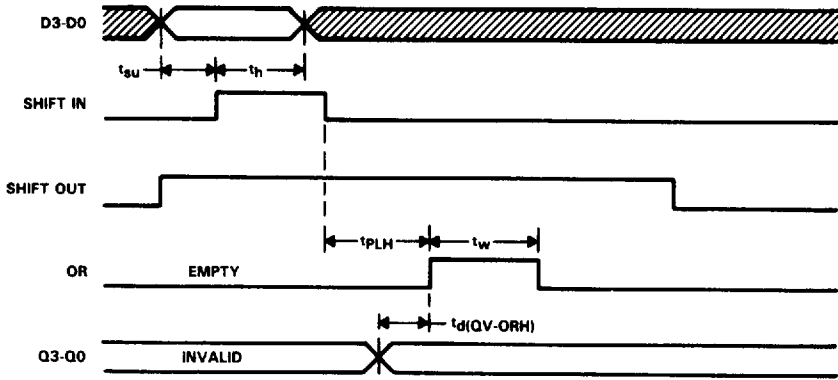 D3-D0
tsu
th
SHIFT IN
SHIFT OUT
tPLH
tw
OR
EMPTY
td(QV-ORH)
Q3-Q0
INVALID